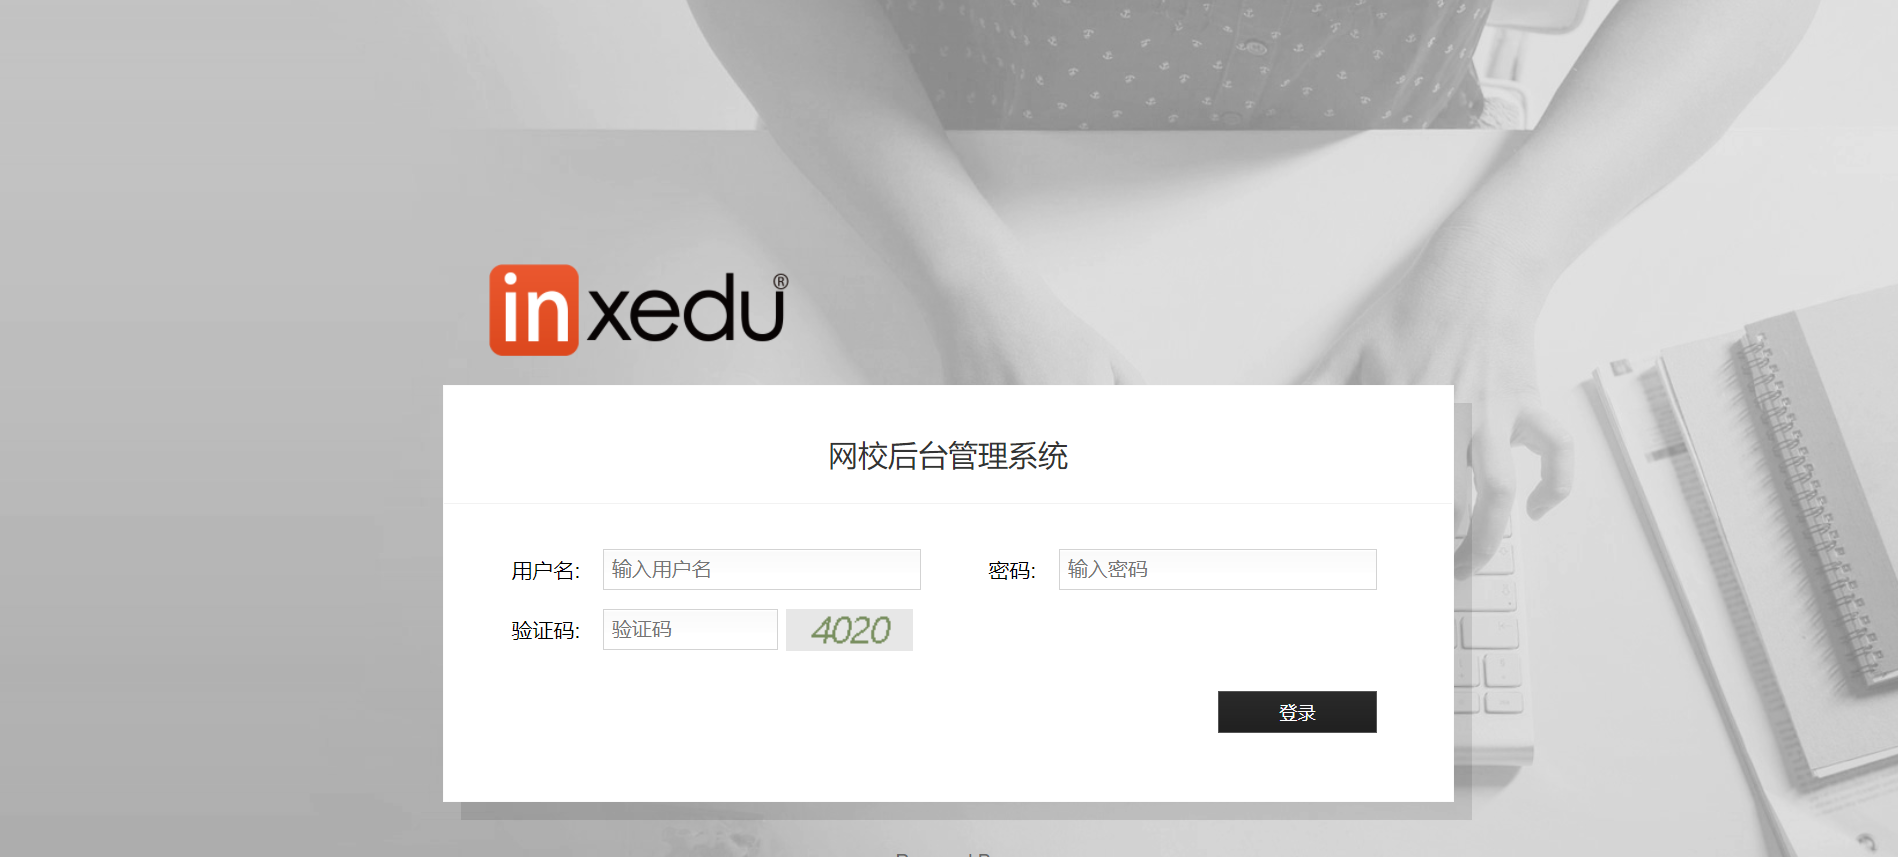 inxedu®
网校后台管理系统
用户名: 输入用户名 密码: 输入密码
验证码: 验证码 4020
登录